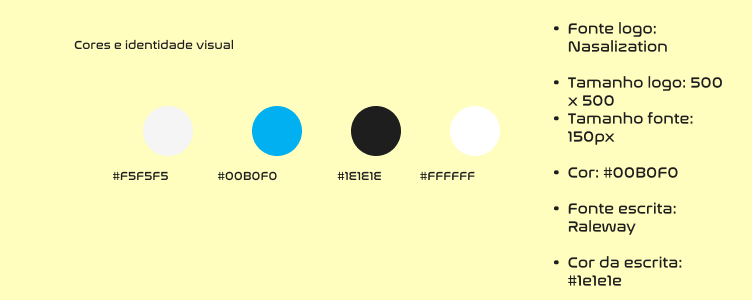 Cores e identidade visual
#F5F5F5
#00B0F0
#1E1E1E
#FFFFFF
• Fonte logo:
Nasalization
• Tamanho logo: 500
x 500
• Tamanho fonte:
150px
• Cor: #00B0F0
• Fonte escrita:
Raleway
• Cor da escrita:
#1e1e1e